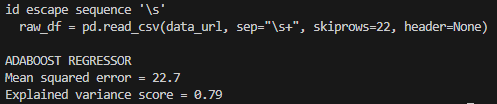 id escape sequence '\s'
raw_df = pd.read_csv(data_url, sep="\s+", skiprows=22, header=None)
ADABOOST REGRESSOR
Mean squared error = 22.7
Explained variance score = 0.79